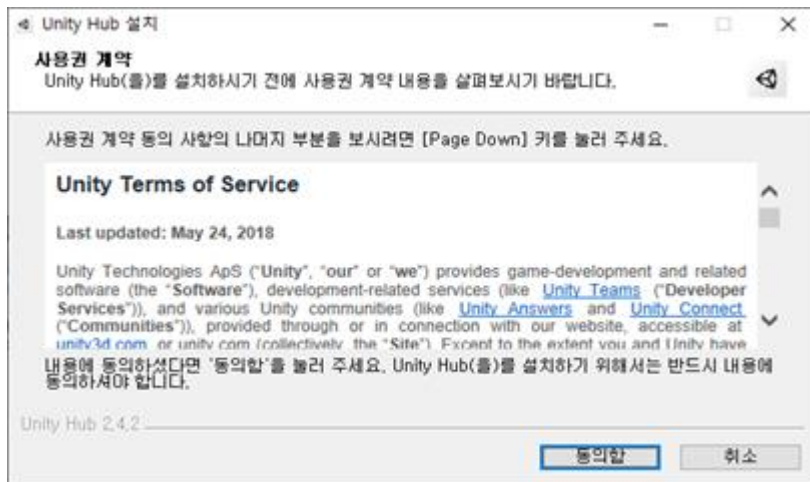 Unity Hub 설치
사용권 계약
Unity Hub(을)를 설치하시기 전에 사용권 계약 내용을 살펴보시기 바랍니다.
사용권 계약 동의 사항의 나머지 부분을 보시려면 [Page Down] 키를 눌러 주세요.
Unity Terms of Service
Last updated: May 24, 2018
Unity Technologies ApS ("Unity", "our" or "we") provides game-development and related
software (the "Software"), development-related services (like Unity Teams ("Developer
Services")), and various Unity communities (like Unity Answers and Unity Connect
("Communities")), provided through or in connection with our website, accessible at
unity3d.com or unity.com (collectively, the "Site"). Except to the extent you and Unity have
내용에 동의하셨다면 '동의함'을 눌러 주세요. Unity Hub(을)를 설치하기 위해서는 반드시 내용에
동의하셔야 합니다.
Unity Hub 2.4.2
동의함
취소